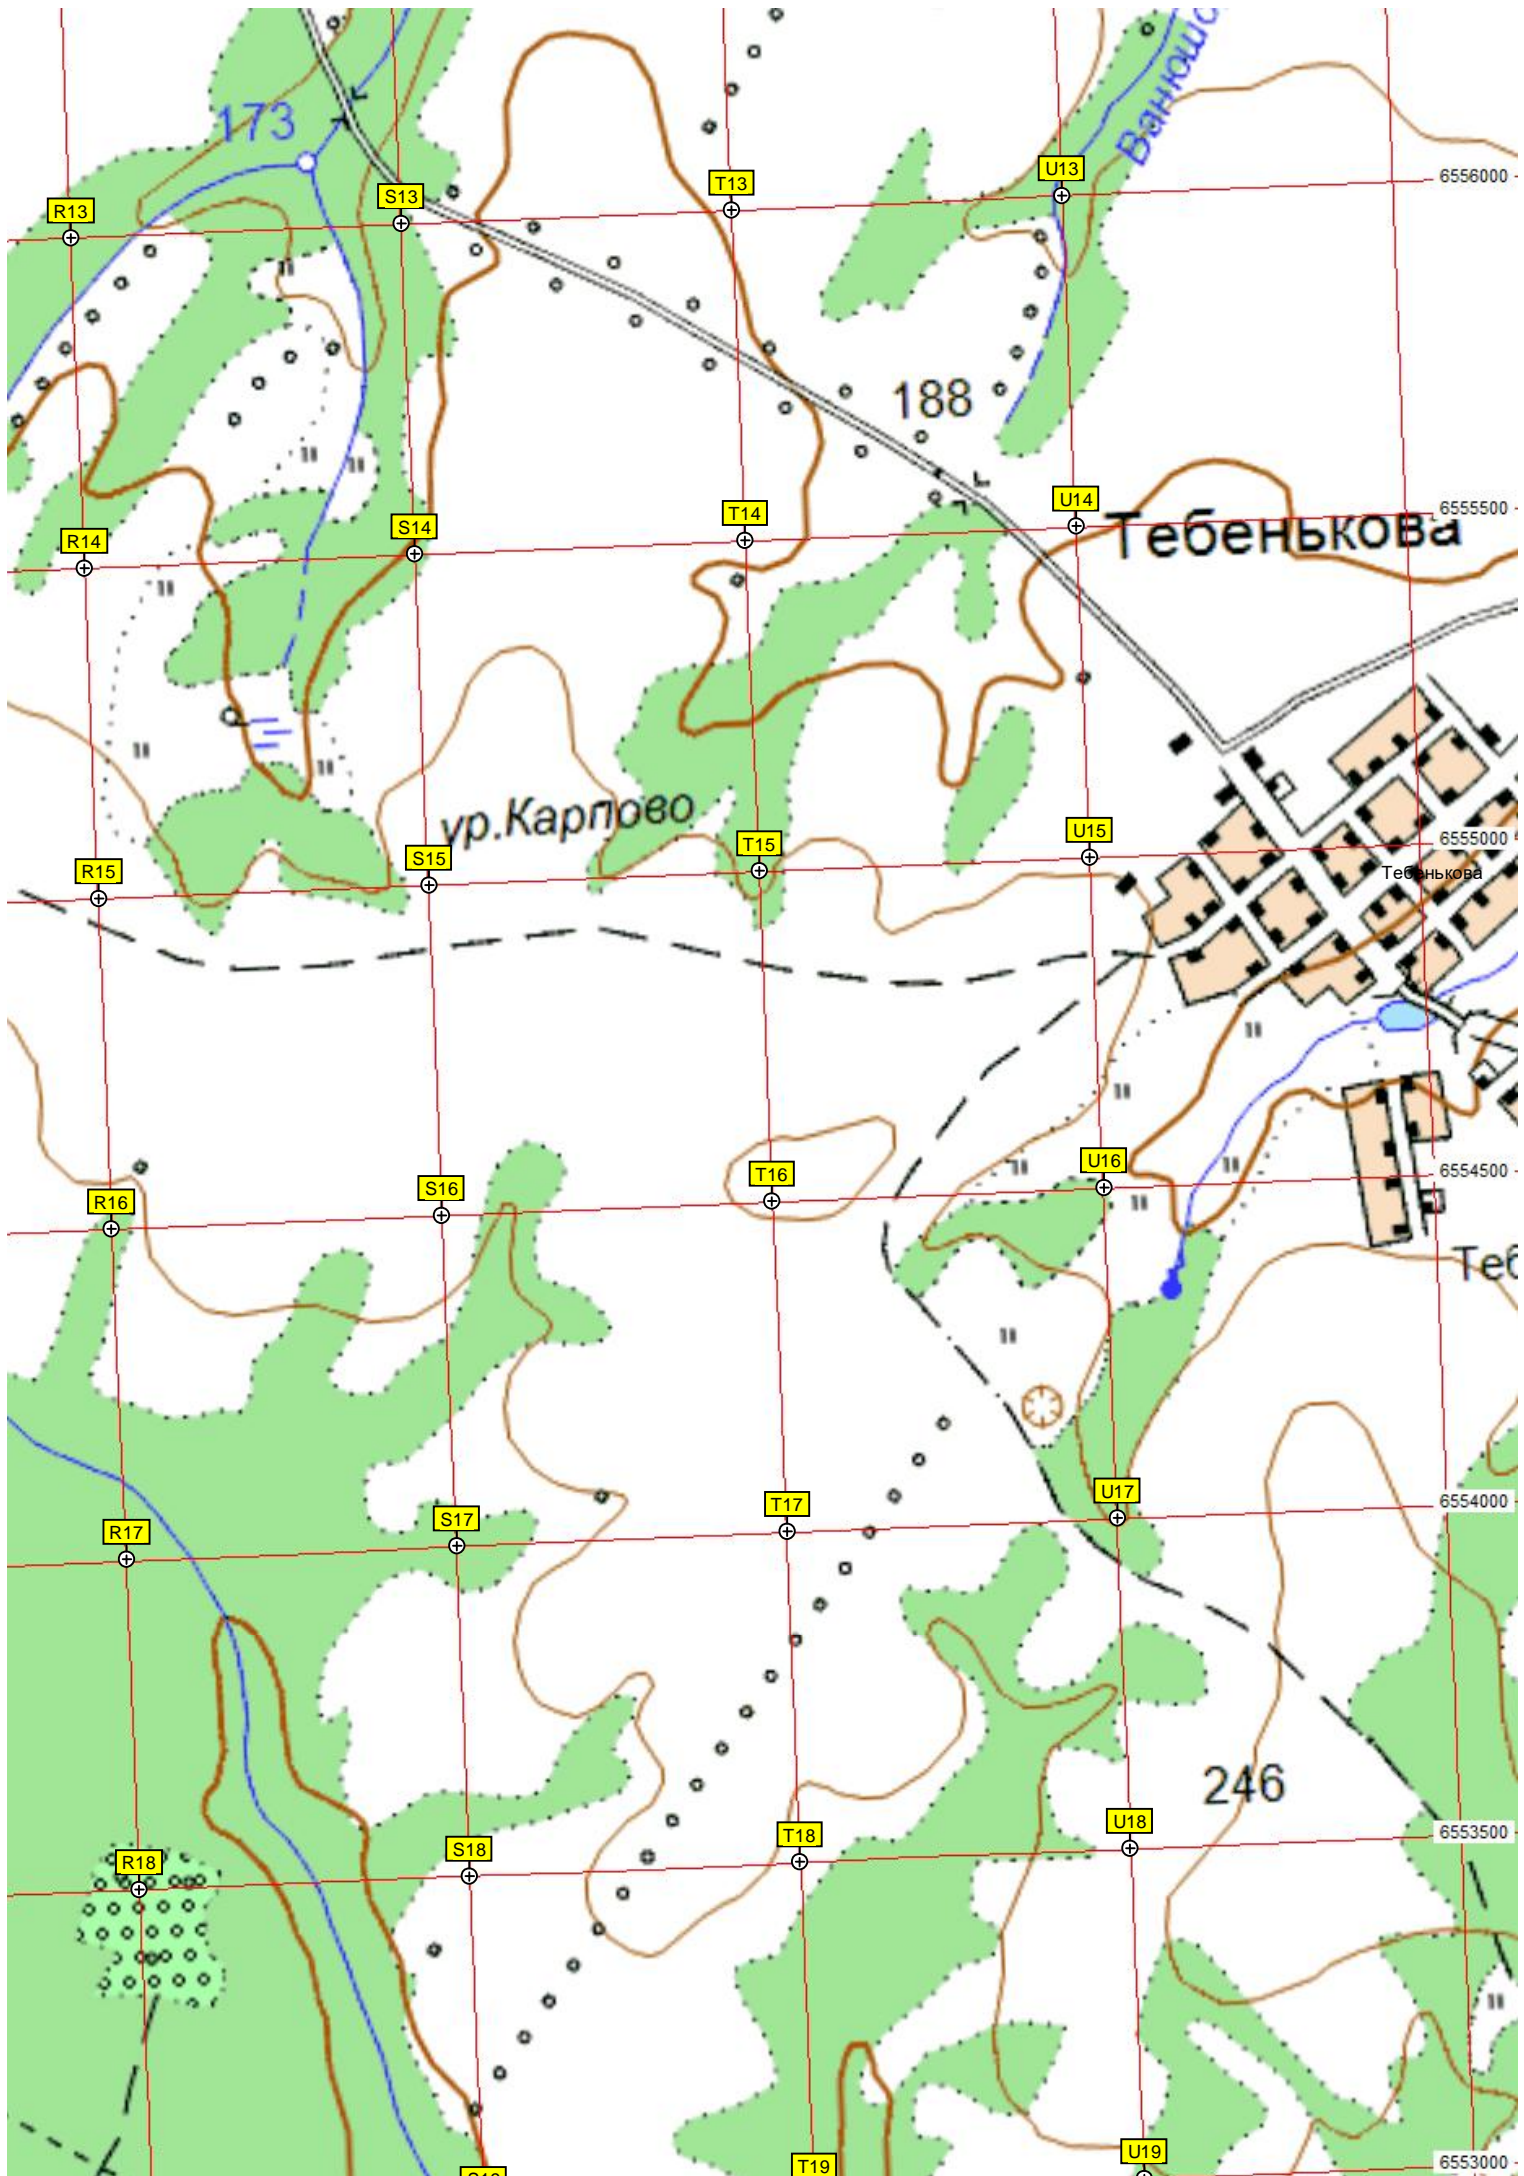 Ванюш
173
U13
6556000
T13
S13
R13
188
6555500
U14
Тебенькова
T14
S14
R14
ур.Карпово
6555000
U15
T15
Тебенькова
S15
R15
6554500
U16
T16
S16
R16
Теб
6554000
U17
T17
S17
R17
246
6553500
U18
T18
S18
R18
6553000
U19
T19